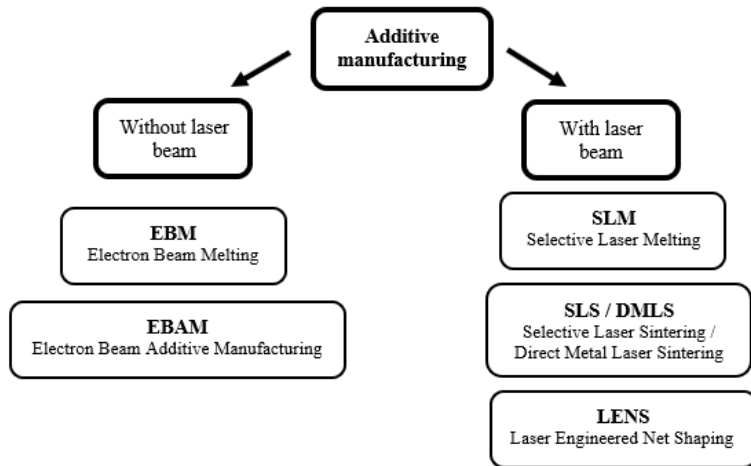 Additive
manufacturing
Without laser
beam
With laser
beam
EBM
Electron Beam Melting
EBAM
Electron Beam Additive Manufacturing
SLM
Selective Laser Melting
SLS / DMLS
Selective Laser Sintering /
Direct Metal Laser Sintering
LENS
Laser Engineered Net Shaping